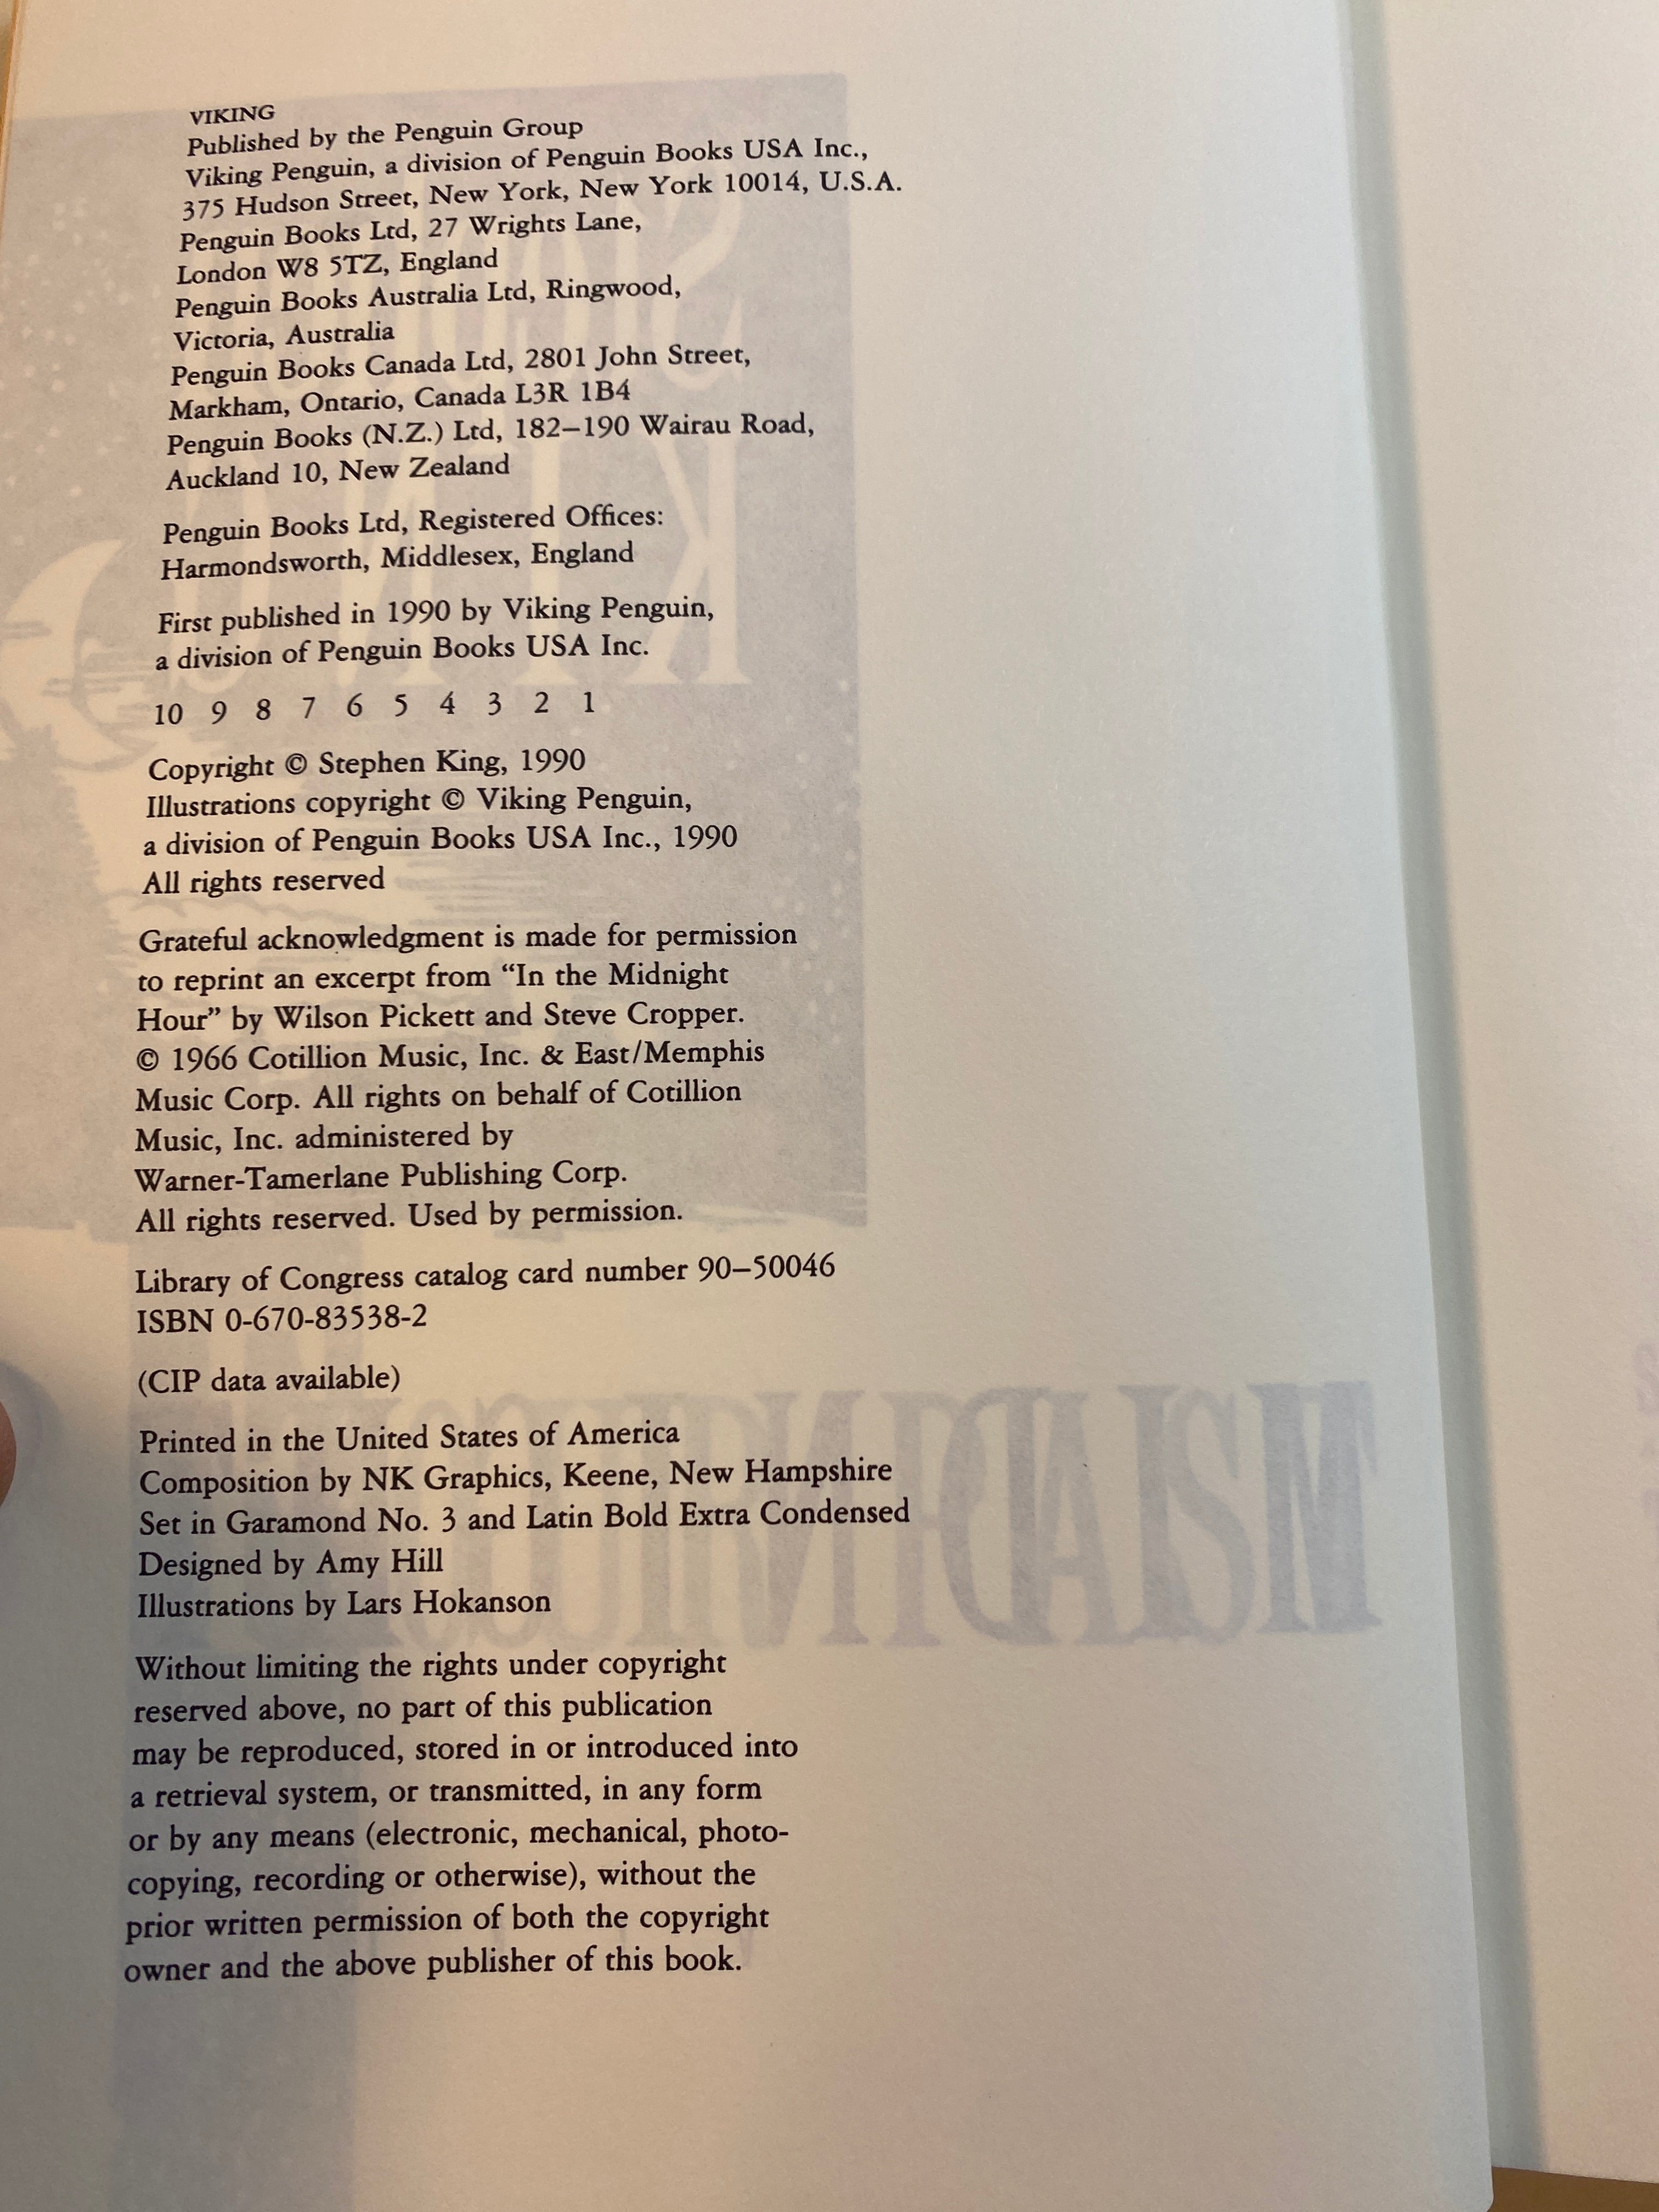 VIKING
Published by the Penguin Group
Viking Penguin, a division of Penguin Books USA Inc.,
375 Hudson Street, New York, New York 10014, U.S.A.
Penguin Books Ltd, 27 Wrights Lane,
London W8 5TZ, England
Penguin Books Australia Ltd, Ringwood,
Victoria, Australia
Penguin Books Canada Ltd, 2801 John Street,
Markham, Ontario, Canada L3R 1B4
Penguin Books (N.Z.) Ltd, 182–190 Wairau Road,
Auckland 10, New Zealand
Penguin Books Ltd, Registered Offices:
Harmondsworth, Middlesex, England
First published in 1990 by Viking Penguin,
a division of Penguin Books USA Inc.
10 9 8 7 6 5 4 3 2 1
Copyright © Stephen King, 1990
Illustrations copyright © Viking Penguin,
a division of Penguin Books USA Inc., 1990
All rights reserved
Grateful acknowledgment is made for permission
to reprint an excerpt from “In the Midnight
Hour” by Wilson Pickett and Steve Cropper.
© 1966 Cotillion Music, Inc. & East/Memphis
Music Corp. All rights on behalf of Cotillion
Music, Inc. administered by
Warner-Tamerlane Publishing Corp.
All rights reserved. Used by permission.
Library of Congress catalog card number 90–50046
ISBN 0-670-83538-2
(CIP data available)
Printed in the United States of America
Composition by NK Graphics, Keene, New Hampshire
Set in Garamond No. 3 and Latin Bold Extra Condensed
Designed by Amy Hill
Illustrations by Lars Hokanson
Without limiting the rights under copyright
reserved above, no part of this publication
may be reproduced, stored in or introduced into
a retrieval system, or transmitted, in any form
or by any means (electronic, mechanical, photo-
copying, recording or otherwise), without the
prior written permission of both the copyright
owner and the above publisher of this book.